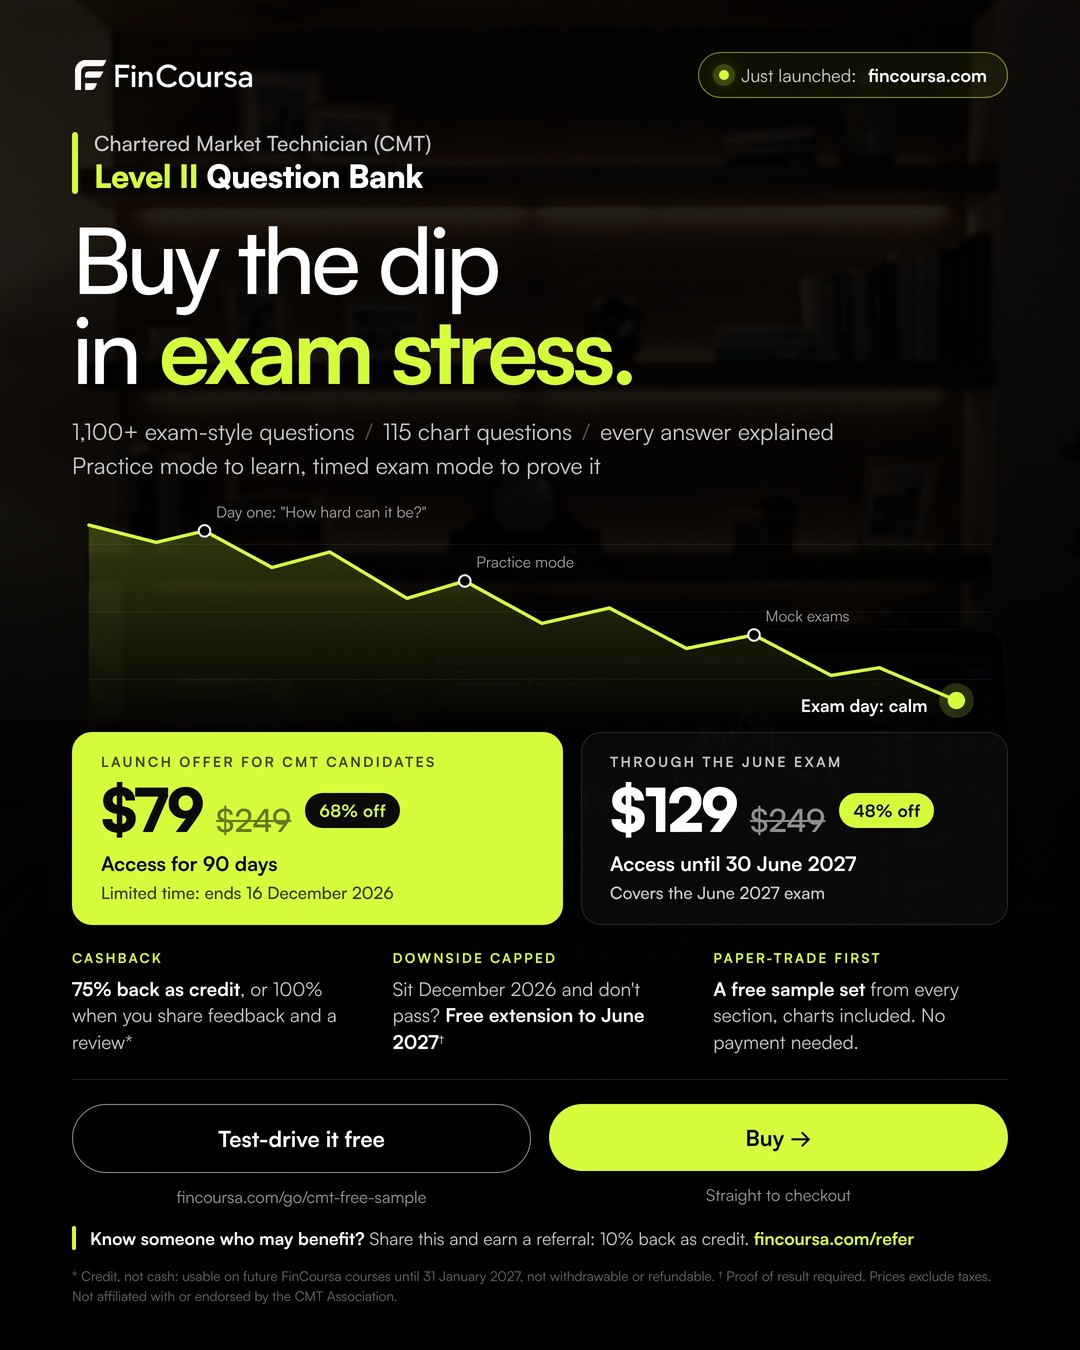 FinCoursa
Just launched: fincoursa.com
Chartered Market Technician (CMT)
Level II Question Bank
Buy the dip
in exam stress.
1,100+ exam-style questions / 115 chart questions / every answer explained
Practice mode to learn, timed exam mode to prove it
Day one: "How hard can it be?"
Practice mode
Mock exams
Exam day: calm
LAUNCH OFFER FOR CMT CANDIDATES
$79 $249 68% off
Access for 90 days
Limited time: ends 16 December 2026
THROUGH THE JUNE EXAM
$129 $249 48% off
Access until 30 June 2027
Covers the June 2027 exam
CASHBACK
75% back as credit, or 100%
when you share feedback and a
review*
DOWNSIDE CAPPED
Sit December 2026 and don't
pass? Free extension to June
2027†
PAPER-TRADE FIRST
A free sample set from every
section, charts included. No
payment needed.
Test-drive it free
fincoursa.com/go/cmt-free-sample
Buy →
Straight to checkout
Know someone who may benefit? Share this and earn a referral: 10% back as credit. fincoursa.com/refer
* Credit, not cash: usable on future FinCoursa courses until 31 January 2027, not withdrawable or refundable. † Proof of result required. Prices exclude taxes.
Not affiliated with or endorsed by the CMT Association.